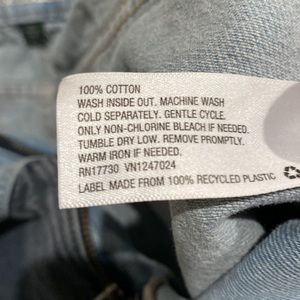 100% COTTON
WASH INSIDE OUT. MACHINE WASH
COLD SEPARATELY. GENTLE CYCLE.
ONLY NON-CHLORINE BLEACH IF NEEDED.
TUMBLE DRY LOW. REMOVE PROMPTLY.
WARM IRON IF NEEDED.
RN17730 VN1247024
LABEL MADE FROM 100% RECYCLED PLASTIC